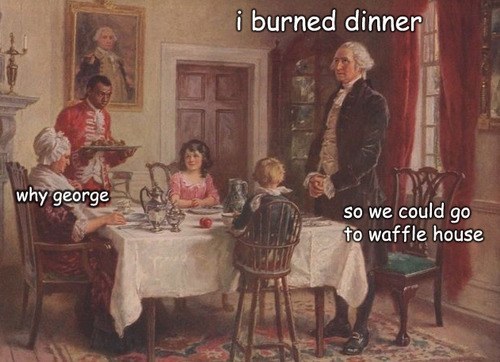 i burned dinner
why george
so we could go
to waffle house